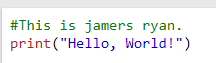 #This is jamers ryan.
print("Hello, World!")